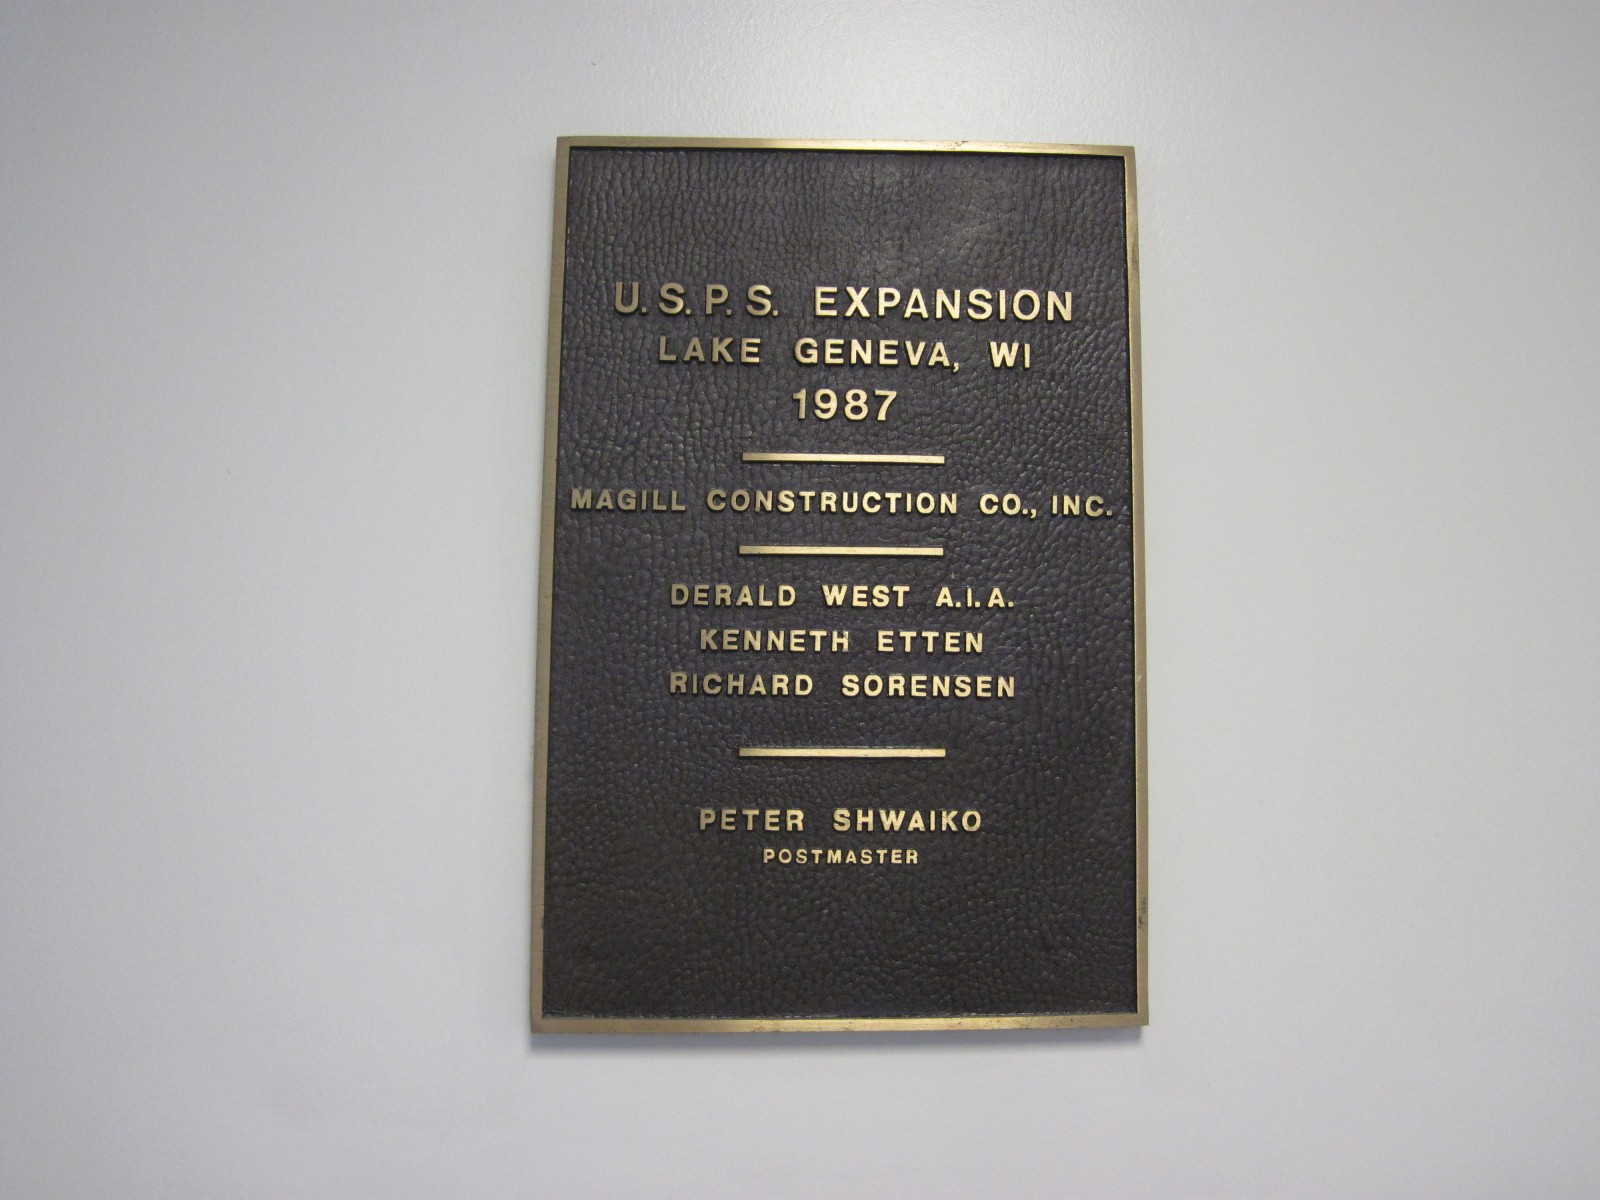 U.S.P.S. EXPANSION
LAKE GENEVA, WI
1987
MAGILL CONSTRUCTION CO., INC.
DERALD WEST A.I.A.
KENNETH ETTEN
RICHARD SORENSEN
PETER SHWAIKO
POSTMASTER